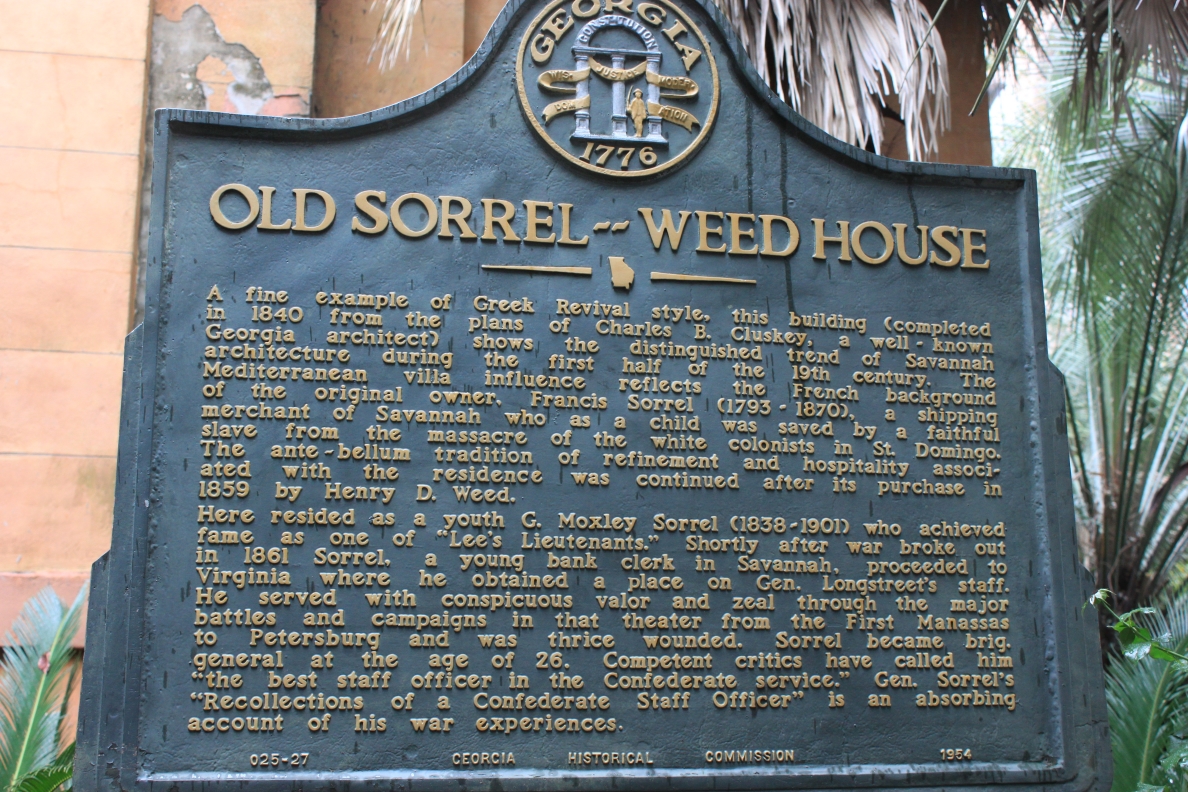 GEORGIA
CONSTITUTION
WIS JUSTICE MODER
DOM ATION
1776
OLD SORREL -- WEED HOUSE
A fine example of Greek Revival style, this building (completed
in 1840 from the plans of Charles B. Cluskey, a well-known
Georgia architect) shows the distinguished trend of Savannah
architecture during the first half of the 19th century. The
Mediterranean villa influence reflects the French background
of the original owner, Francis Sorrel (1793-1870), a shipping
merchant of Savannah who as a child was saved by a faithful
slave from the massacre of the white colonists in St. Domingo.
The ante-bellum tradition of refinement and hospitality associ-
ated with the residence was continued after its purchase in
1859 by Henry D. Weed.
Here resided as a youth G. Moxley Sorrel (1838-1901) who achieved
fame as one of "Lee's Lieutenants." Shortly after war broke out
in 1861 Sorrel, a young bank clerk in Savannah, proceeded to
Virginia where he obtained a place on Gen. Longstreet's staff.
He served with conspicuous valor and zeal through the major
battles and campaigns in that theater from the First Manassas
to Petersburg and was thrice wounded. Sorrel became brig.
general at the age of 26. Competent critics have called him
"the best staff officer in the Confederate service." Gen. Sorrel's
"Recollections of a Confederate Staff Officer" is an absorbing
account of his war experiences.
025-27 GEORGIA HISTORICAL COMMISSION 1954